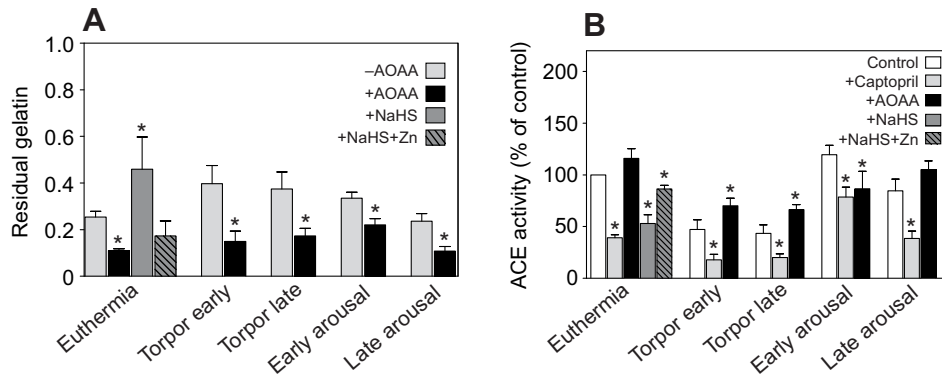 A
Residual gelatin
1.0
0.8
0.6
0.4
0.2
0
–AOAA
+AOAA
+NaHS
+NaHS+Zn
*
*
*
*
*
*
Euthermia
Torpor early
Torpor late
Early arousal
Late arousal
B
ACE activity (% of control)
200
150
100
50
0
Control
+Captopril
+AOAA
+NaHS
+NaHS+Zn
*
*
*
*
*
*
*
*
*
*
Euthermia
Torpor early
Torpor late
Early arousal
Late arousal